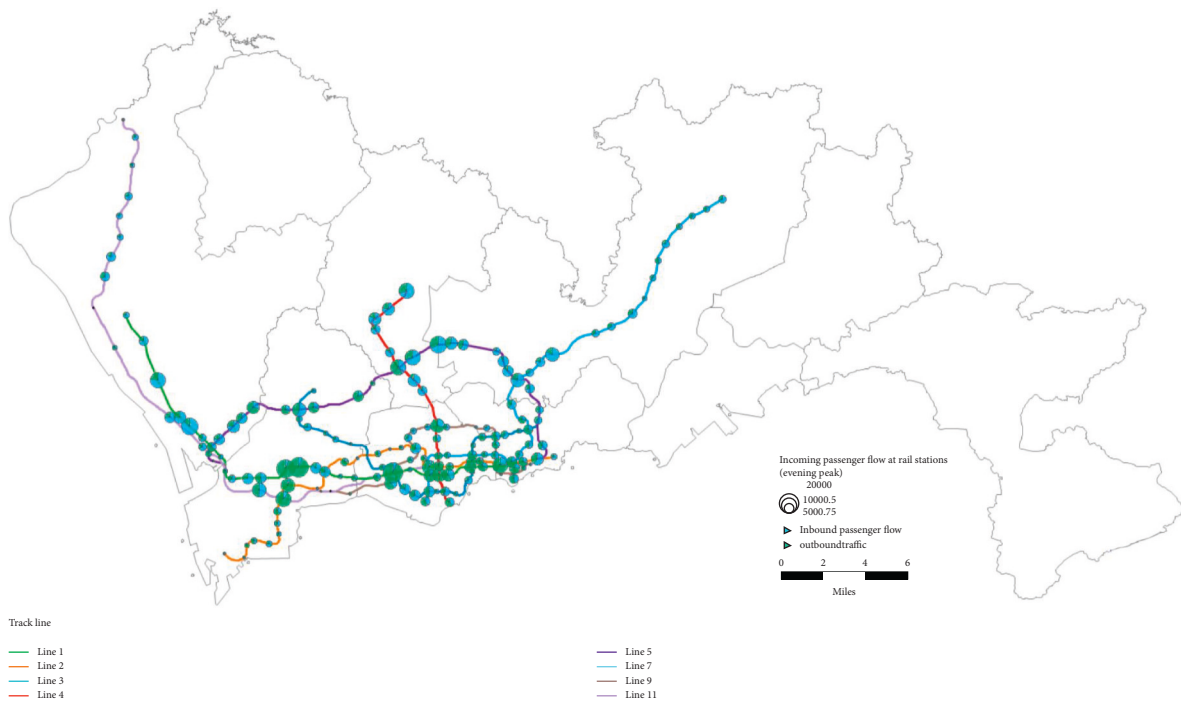 Incoming passenger flow at rail stations
(evening peak)
20000
10000.5
5000.75
Inbound passenger flow
outboundtraffic
0 2 4 6
Miles
Track line
Line 1
Line 2
Line 3
Line 4
Line 5
Line 7
Line 9
Line 11